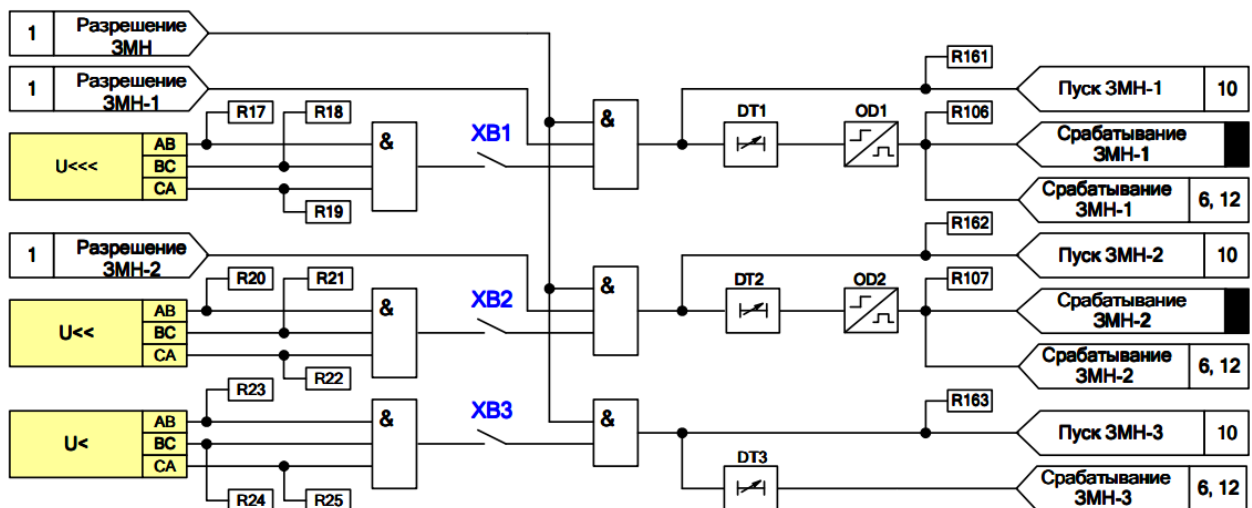 1
Разрешение
ЗМН
1
Разрешение
ЗМН-1
R17
R18
U<<<
AB
BC
CA
R19
&
XB1
&
DT1
OD1
R161
Пуск ЗМН-1
10
R106
Срабатывание
ЗМН-1
Срабатывание
ЗМН-1
6, 12
1
Разрешение
ЗМН-2
R20
R21
U<<
AB
BC
CA
R22
&
XB2
&
DT2
OD2
R162
Пуск ЗМН-2
10
R107
Срабатывание
ЗМН-2
Срабатывание
ЗМН-2
6, 12
R23
U<
AB
BC
CA
R24
R25
&
XB3
&
DT3
R163
Пуск ЗМН-3
10
Срабатывание
ЗМН-3
6, 12